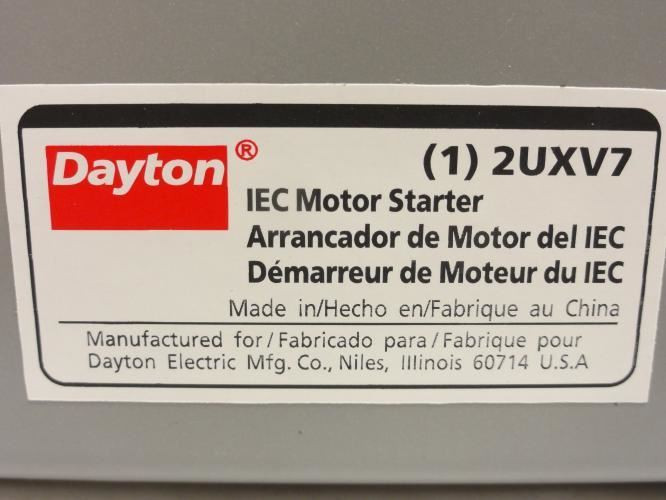 Dayton® (1) 2UXV7
IEC Motor Starter
Arrancador de Motor del IEC
Démarreur de Moteur du IEC
Made in/Hecho en/Fabrique au China
Manufactured for/Fabricado para/Fabrique pour
Dayton Electric Mfg. Co., Niles, Illinois 60714 U.S.A